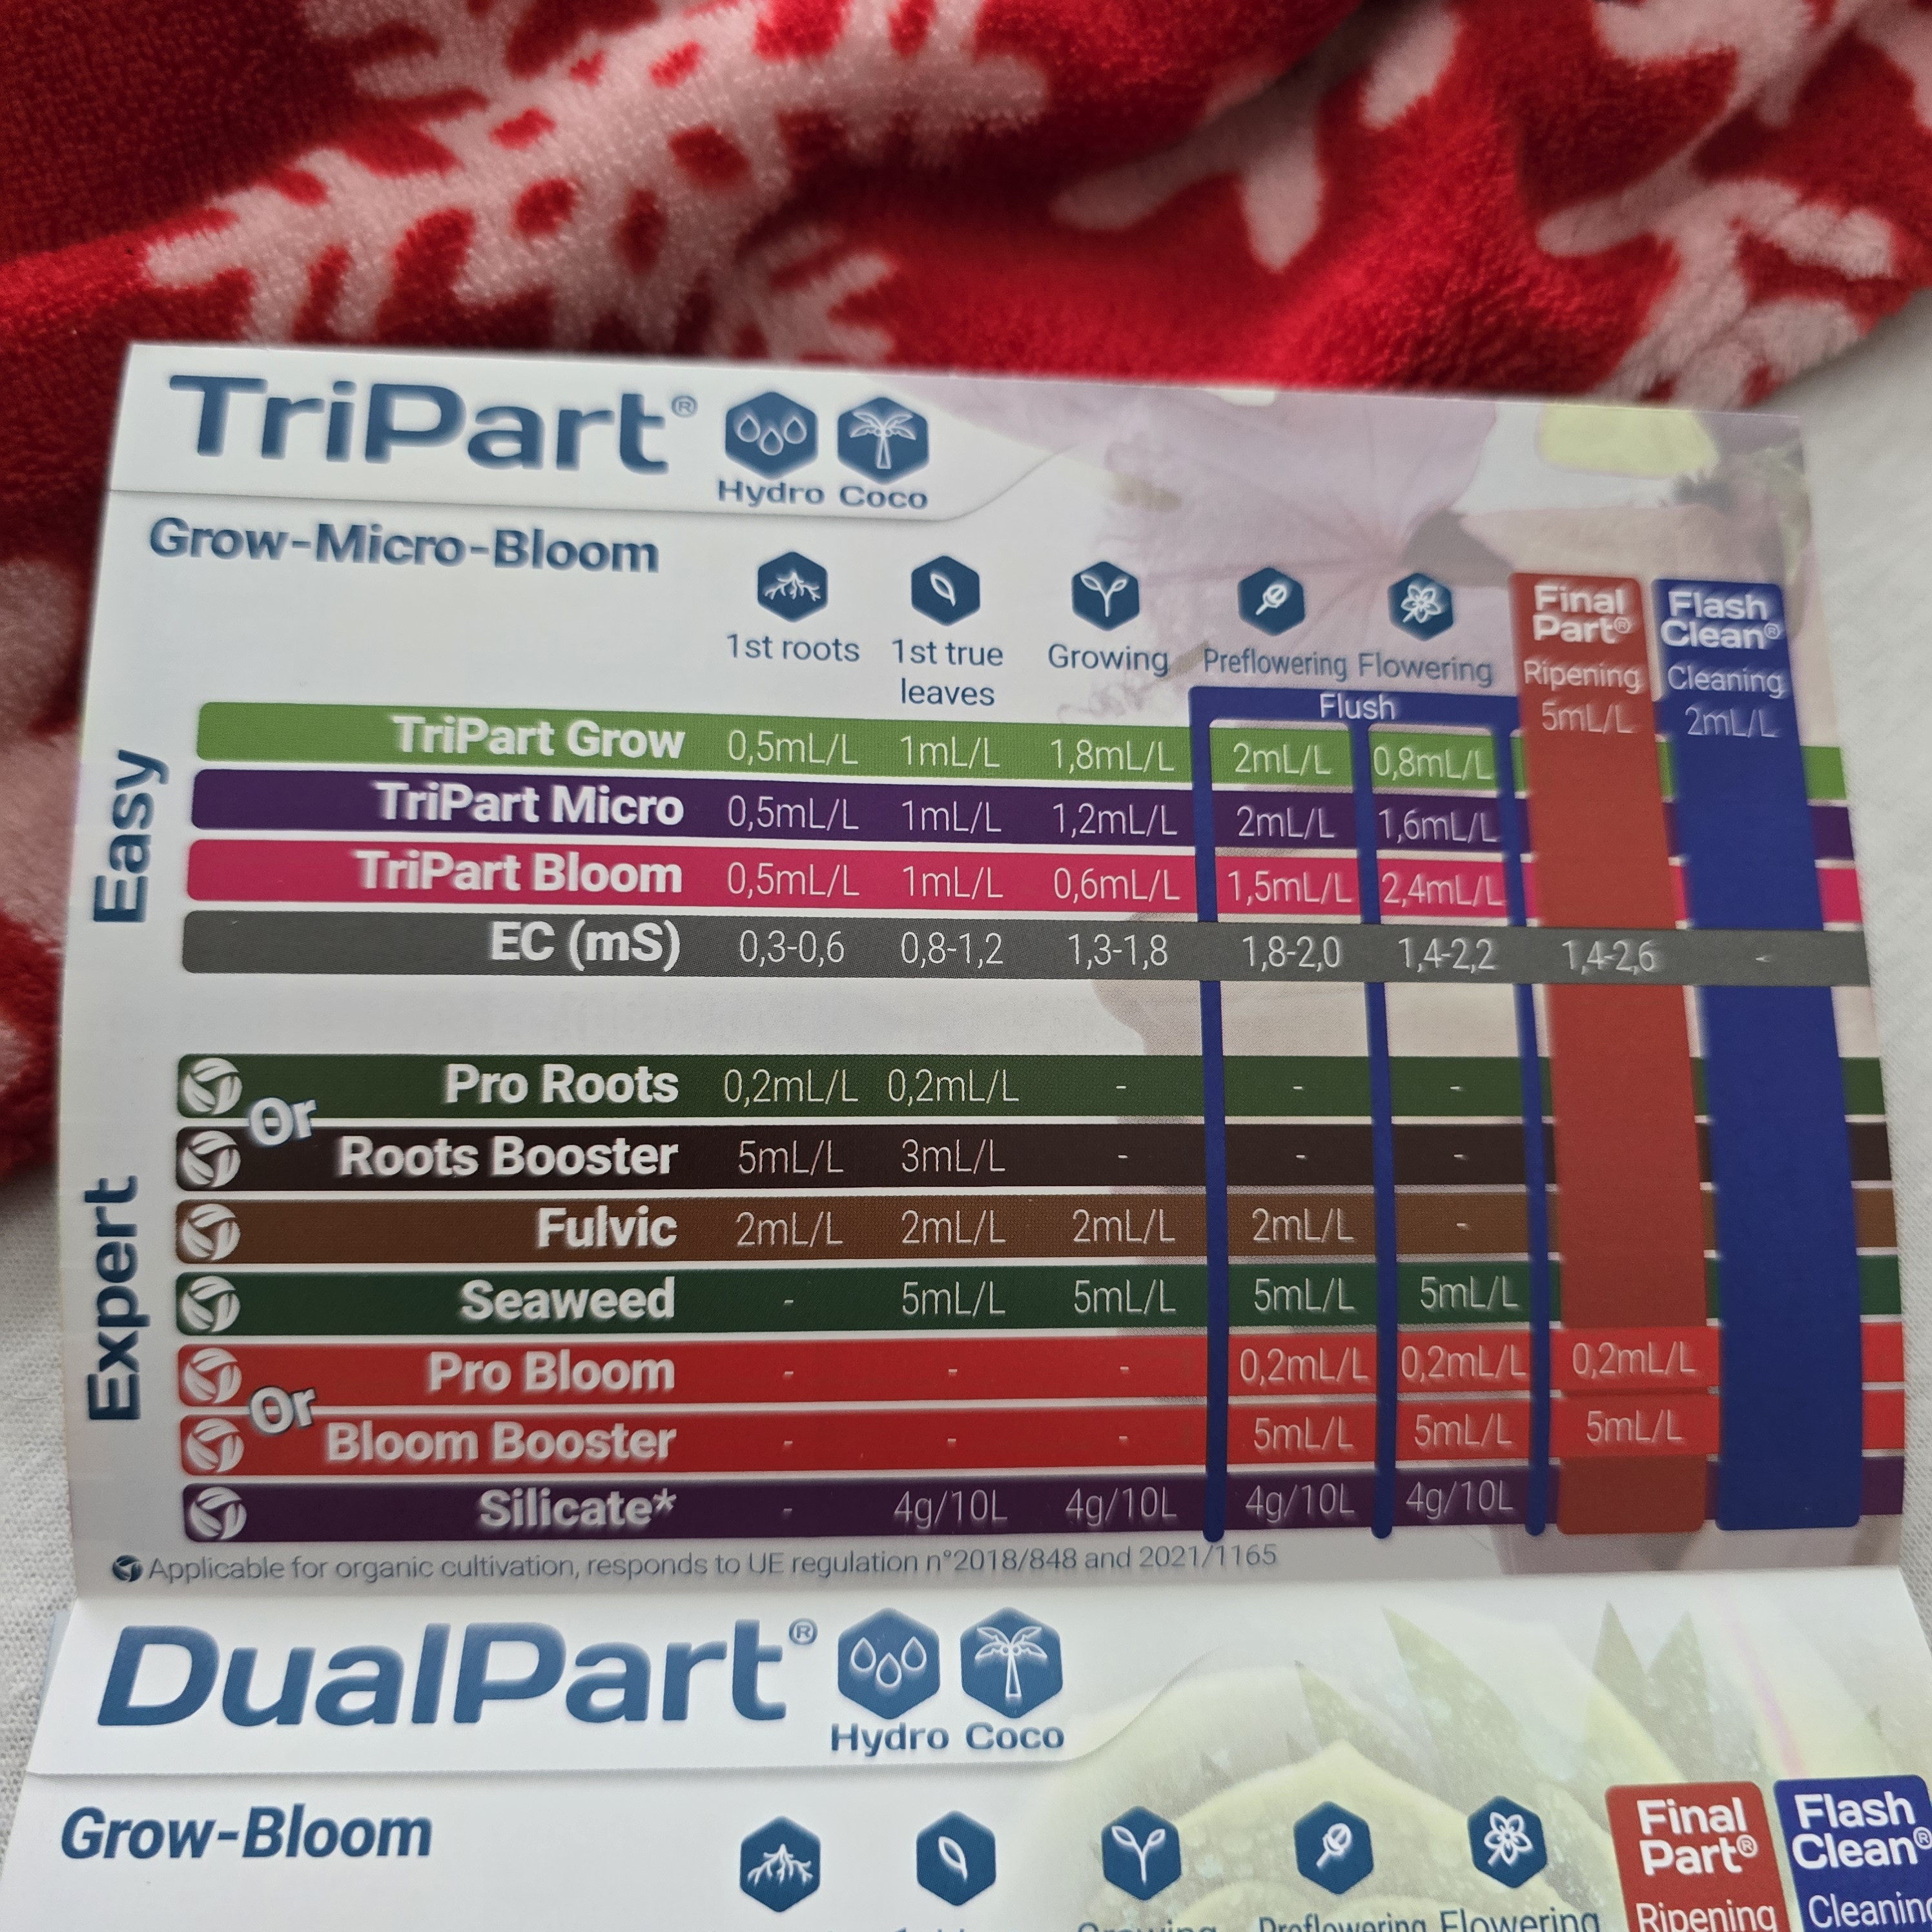 TriPart®
Hydro Coco
Grow-Micro-Bloom
1st roots 1st true leaves Growing Preflowering Flowering
Final Part® Ripening 5mL/L
Flash Clean® Cleaning 2mL/L
Flush
Easy
TriPart Grow 0,5mL/L 1mL/L 1,8mL/L 2mL/L 0,8mL/L
TriPart Micro 0,5mL/L 1mL/L 1,2mL/L 2mL/L 1,6mL/L
TriPart Bloom 0,5mL/L 1mL/L 0,6mL/L 1,5mL/L 2,4mL/L
EC (mS) 0,3-0,6 0,8-1,2 1,3-1,8 1,8-2,0 1,4-2,2 1,4-2,6 -
Expert
Pro Roots 0,2mL/L 0,2mL/L - - -
Or
Roots Booster 5mL/L 3mL/L - - -
Fulvic 2mL/L 2mL/L 2mL/L 2mL/L -
Seaweed - 5mL/L 5mL/L 5mL/L 5mL/L
Pro Bloom - - - 0,2mL/L 0,2mL/L 0,2mL/L
Or
Bloom Booster - - - 5mL/L 5mL/L 5mL/L
Silicate* - 4g/10L 4g/10L 4g/10L 4g/10L
Applicable for organic cultivation, responds to UE regulation n°2018/848 and 2021/1165
DualPart®
Hydro Coco
Grow-Bloom
Growing Preflowering Flowering
Final Part® Ripening
Flash Clean® Cleaning